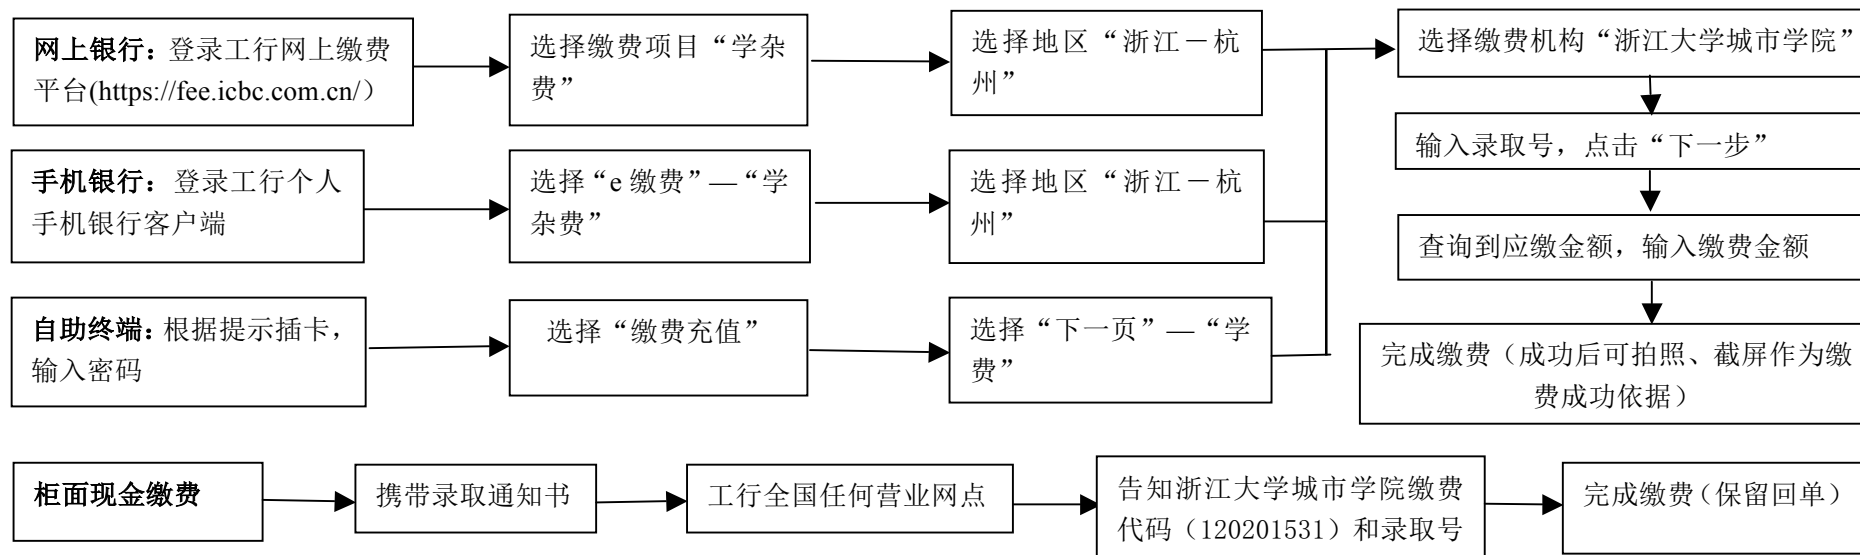 网上银行：登录工行网上缴费
平台(https://fee.icbc.com.cn/）
选择缴费项目“学杂
费”
选择地区“浙江－杭
州”
选择缴费机构“浙江大学城市学院”
输入录取号，点击“下一步”
手机银行：登录工行个人
手机银行客户端
选择“e 缴费”—“学
杂费”
选择地区“浙江－杭
州”
查询到应缴金额，输入缴费金额
自助终端：根据提示插卡，
输入密码
选择“缴费充值”
选择“下一页”—“学
费”
完成缴费（成功后可拍照、截屏作为缴
费成功依据）
柜面现金缴费
携带录取通知书
工行全国任何营业网点
告知浙江大学城市学院缴费
代码（120201531）和录取号
完成缴费（保留回单）